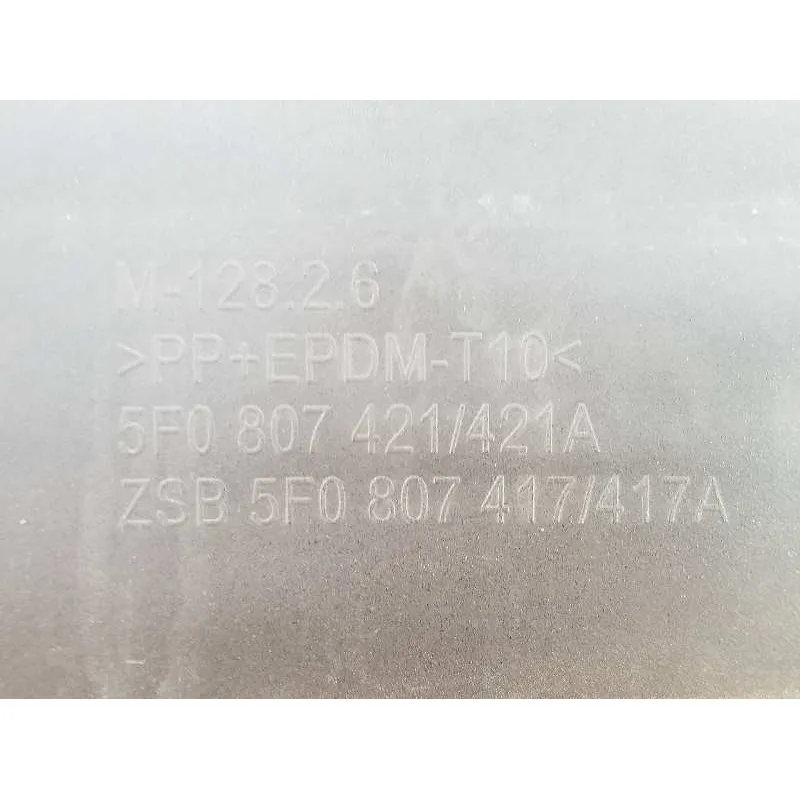 M-128.2.6
>PP+EPDM-T10<
5F0 807 421/421A
ZSB 5F0 807 417/417A